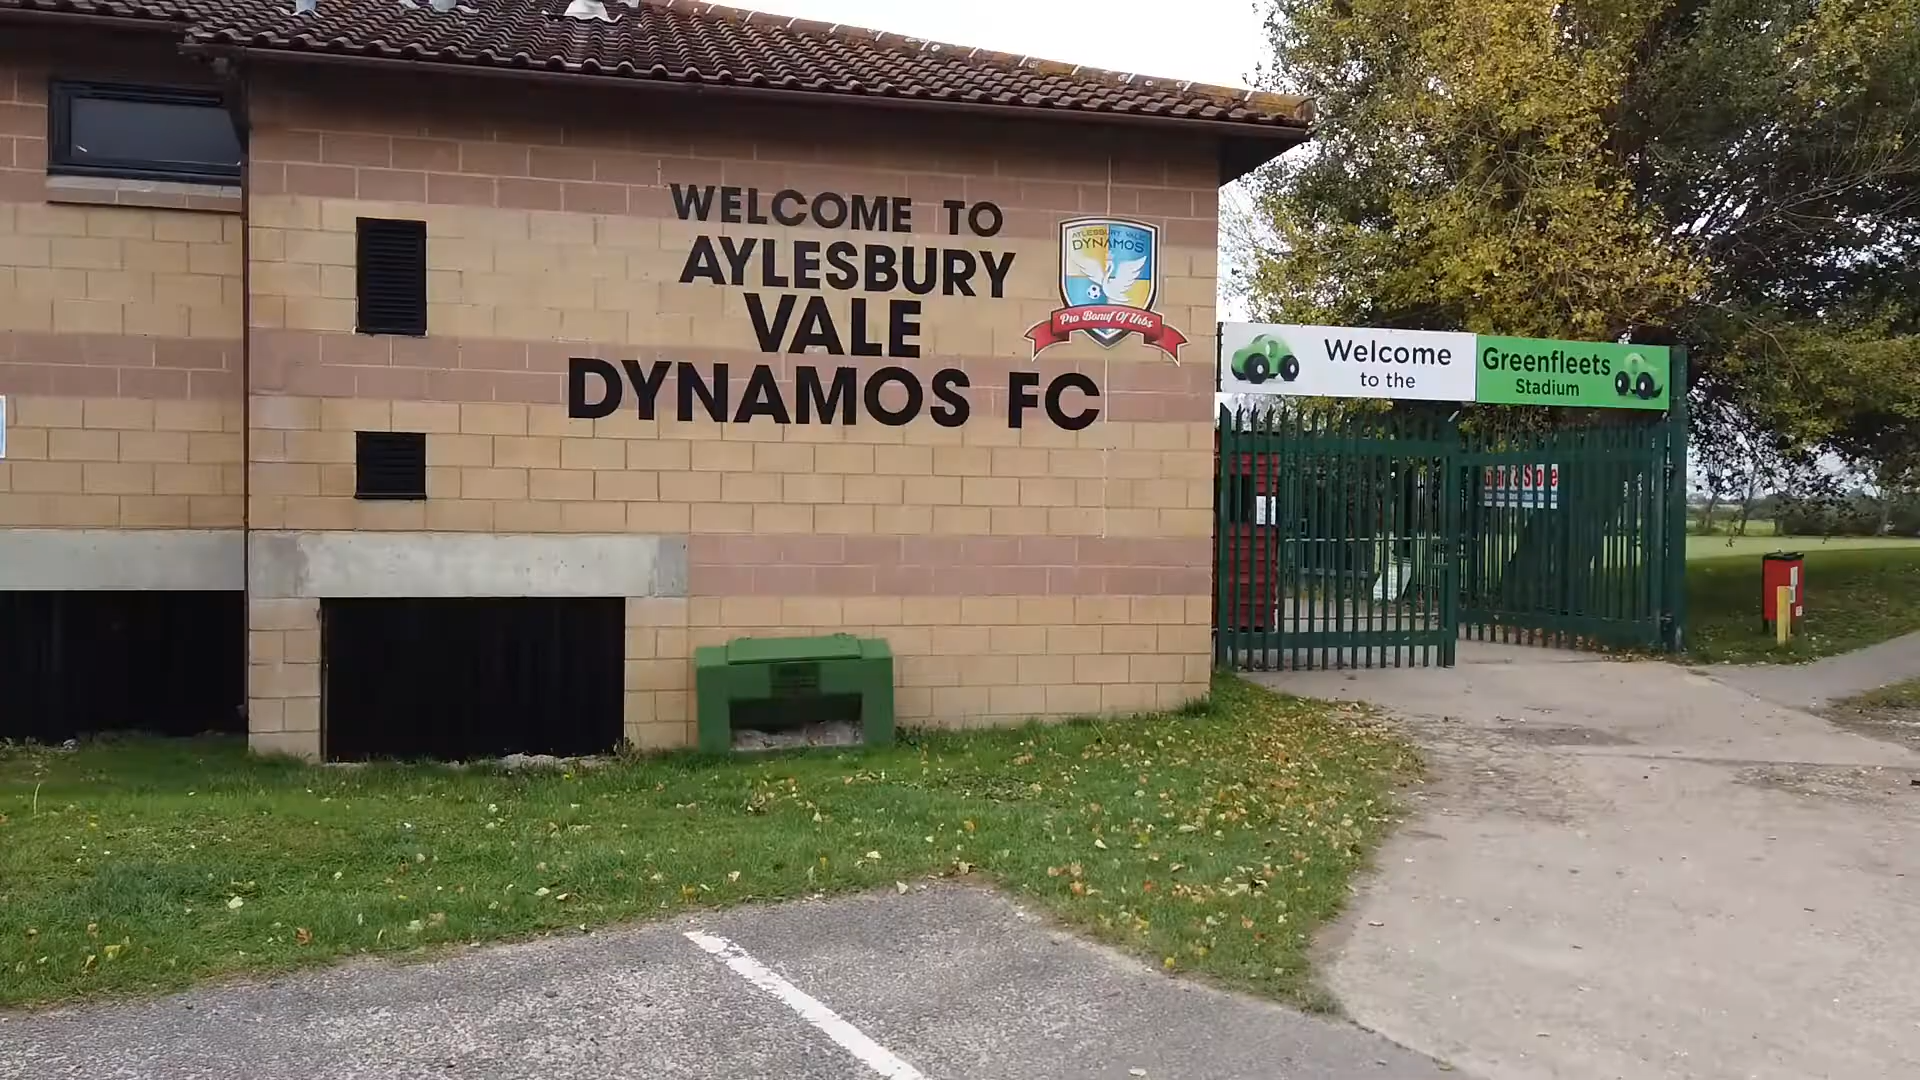 WELCOME TO
AYLESBURY
VALE
DYNAMOS FC
AYLESBURY VALE
DYNAMOS
Welcome
to the
Greenfleets
Stadium